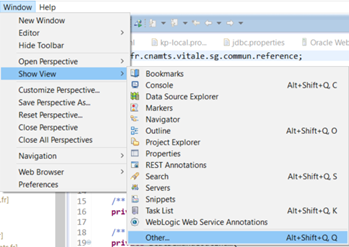 Window Help
New Window
Editor >
Hide Toolbar
Open Perspective >
Show View >
Customize Perspective...
Save Perspective As...
Reset Perspective...
Close Perspective
Close All Perspectives
Navigation >
Web Browser >
Preferences
kp-local.pro... jdbc.properties Oracle Web
fr.cnamts.vitale.sg.commun.reference;
Bookmarks
Console Alt+Shift+Q, C
Data Source Explorer
Markers
Navigator
Outline Alt+Shift+Q, O
Project Explorer
Properties
REST Annotations
Search Alt+Shift+Q, S
Servers
Snippets
Task List Alt+Shift+Q, K
WebLogic Web Service Annotations
Other... Alt+Shift+Q, Q
.fr]
14
15 /**
16 priv
17
18 /**
19 priv